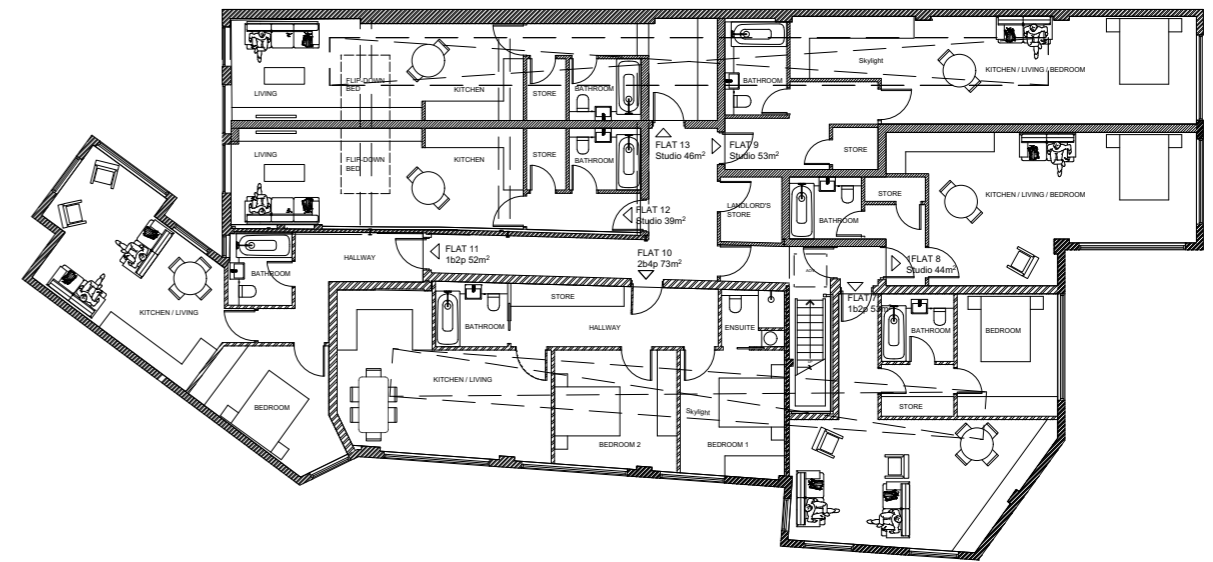 Skylight
KITCHEN / LIVING / BEDROOM
BATHROOM
LIVING
FLIP-DOWN
BED
KITCHEN
STORE
BATHROOM
FLAT 13
Studio 46m²
FLAT 9
Studio 53m²
STORE
LIVING
FLIP-DOWN
BED
KITCHEN
STORE
BATHROOM
KITCHEN / LIVING / BEDROOM
STORE
LANDLORD'S
STORE
BATHROOM
FLAT 12
Studio 39m²
FLAT 11
1b2p 52m²
FLAT 10
2b4p 73m²
FLAT 8
Studio 44m²
HALLWAY
BATHROOM
KITCHEN / LIVING
STORE
FLAT 7
1b2p 53m²
BATHROOM
HALLWAY
ENSUITE
BATHROOM
BEDROOM
KITCHEN / LIVING
BEDROOM
Skylight
STORE
BEDROOM 2
BEDROOM 1